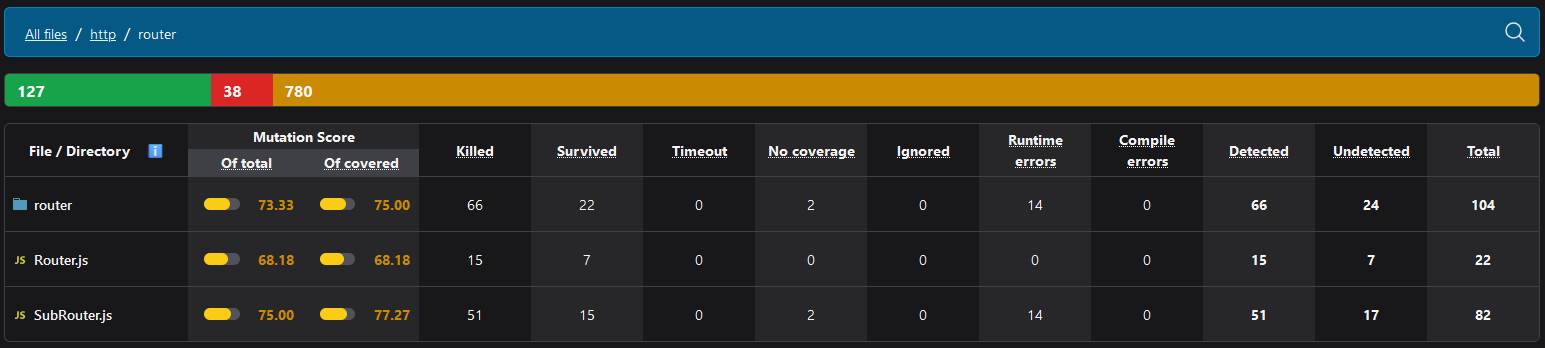 All files / http / router
127 38 780
File / Directory Mutation Score Of total Of covered Killed Survived Timeout No coverage Ignored Runtime errors Compile errors Detected Undetected Total
router 73.33 75.00 66 22 0 2 0 14 0 66 24 104
JS Router.js 68.18 68.18 15 7 0 0 0 0 0 15 7 22
JS SubRouter.js 75.00 77.27 51 15 0 2 0 14 0 51 17 82